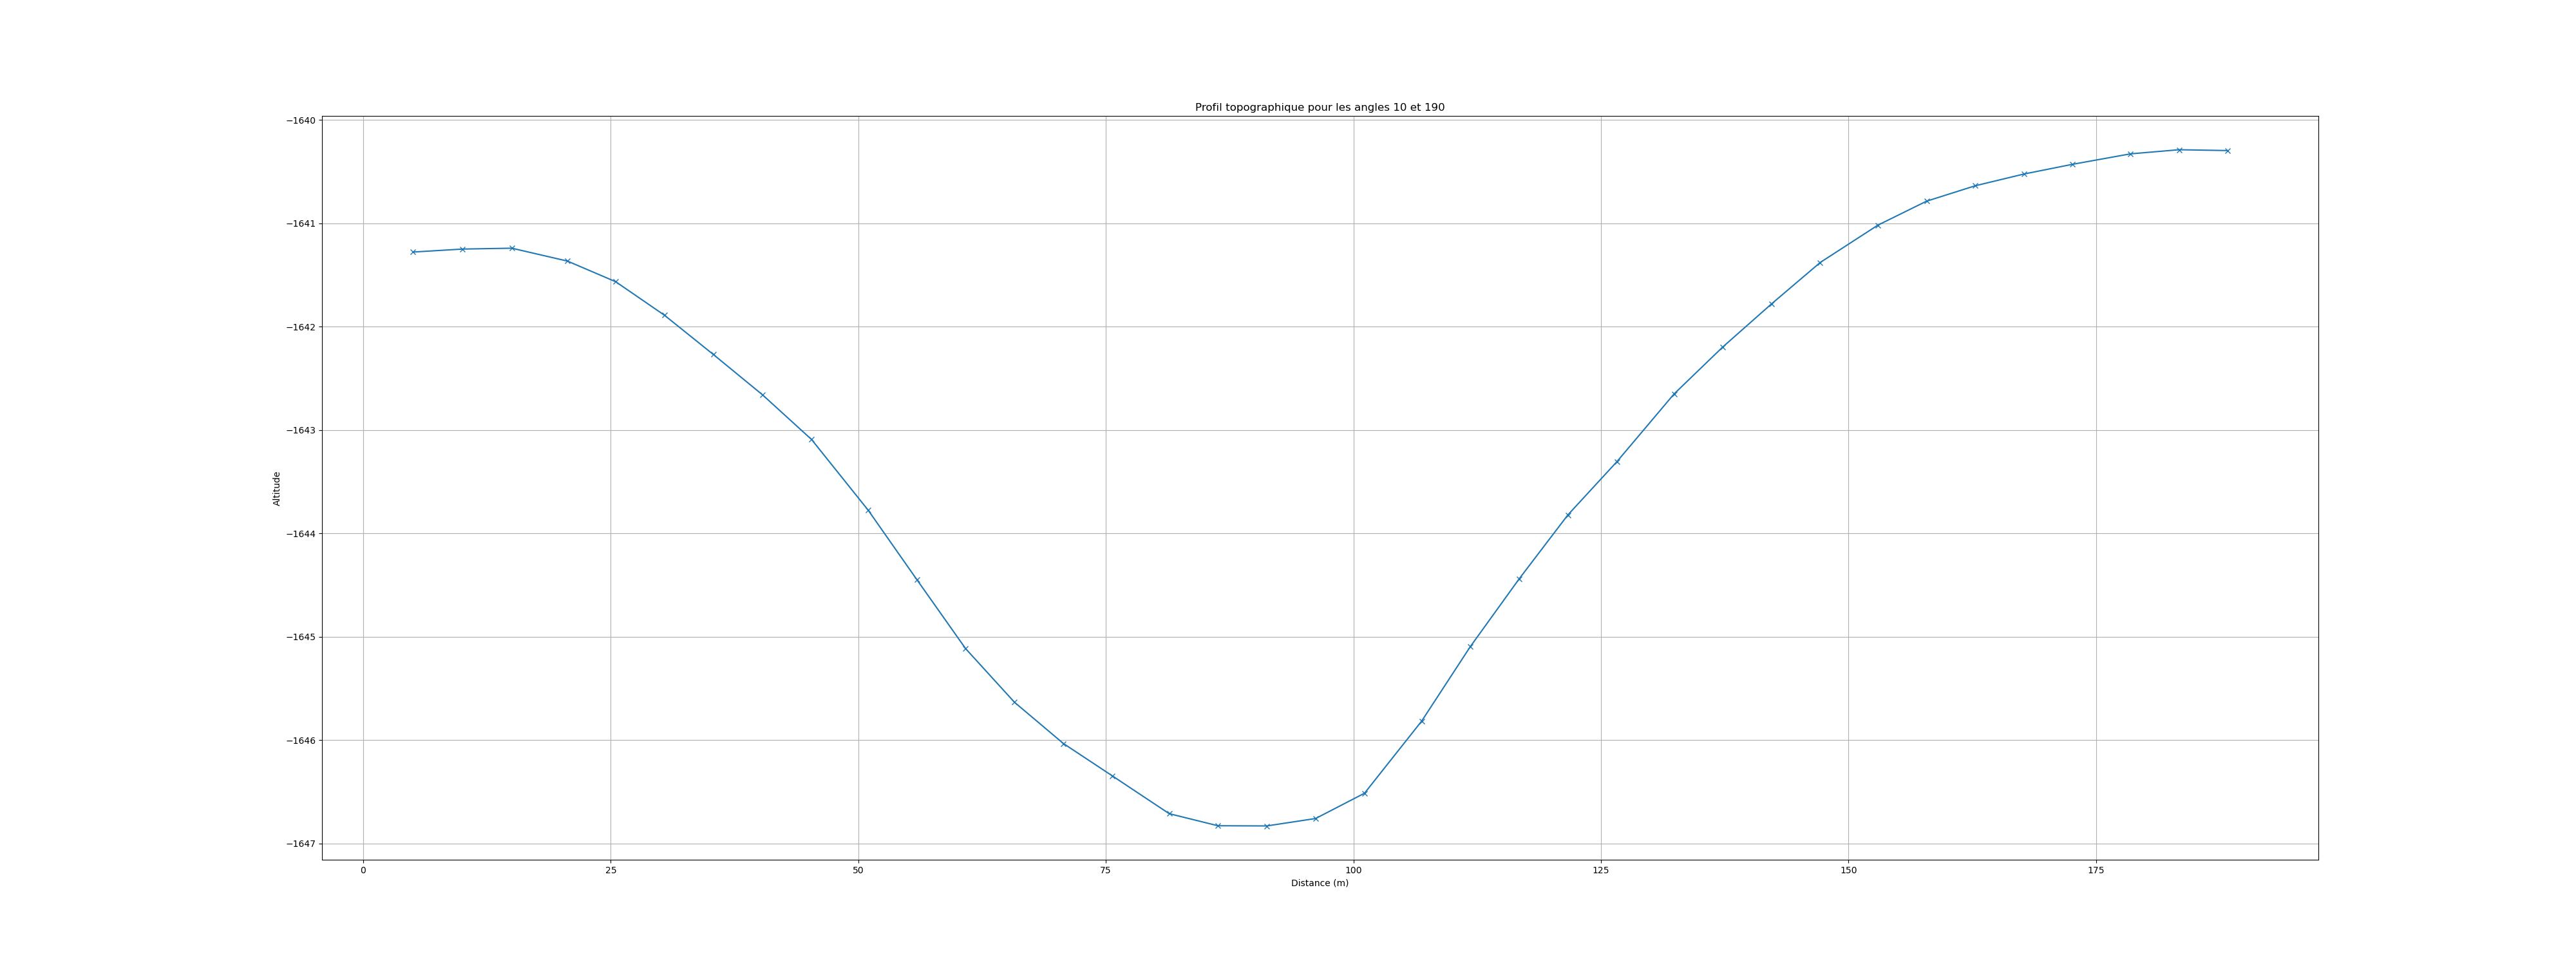 Profil topographique pour les angles 10 et 190
Altitude
−1640
−1641
−1642
−1643
−1644
−1645
−1646
−1647
0 25 50 75 100 125 150 175
Distance (m)